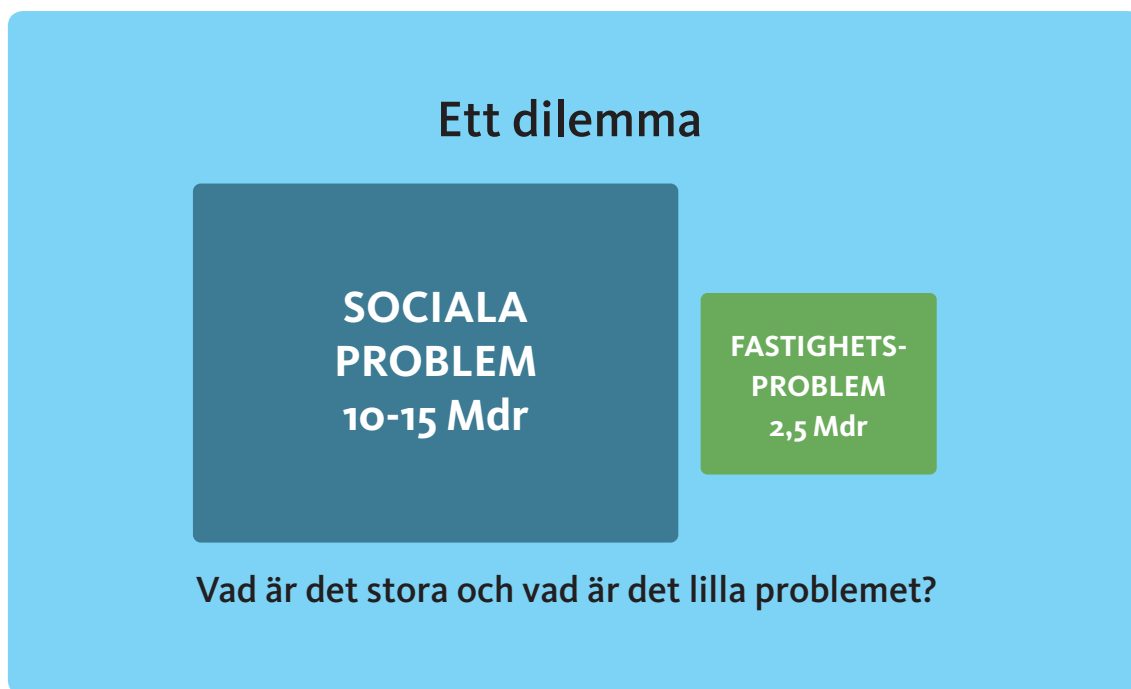 Ett dilemma
SOCIALA
PROBLEM
10-15 Mdr
FASTIGHETS-
PROBLEM
2,5 Mdr
Vad är det stora och vad är det lilla problemet?